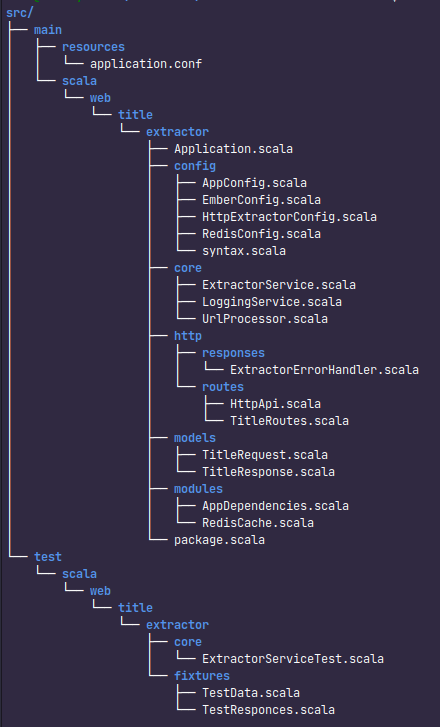 src/
├── main
│   ├── resources
│   │   └── application.conf
│   └── scala
│       └── web
│           └── title
│               └── extractor
│                   ├── Application.scala
│                   ├── config
│                   │   ├── AppConfig.scala
│                   │   ├── EmberConfig.scala
│                   │   ├── HttpExtractorConfig.scala
│                   │   ├── RedisConfig.scala
│                   │   └── syntax.scala
│                   ├── core
│                   │   ├── ExtractorService.scala
│                   │   ├── LoggingService.scala
│                   │   └── UrlProcessor.scala
│                   ├── http
│                   │   ├── responses
│                   │   │   └── ExtractorErrorHandler.scala
│                   │   └── routes
│                   │       ├── HttpApi.scala
│                   │       └── TitleRoutes.scala
│                   ├── models
│                   │   ├── TitleRequest.scala
│                   │   └── TitleResponse.scala
│                   ├── modules
│                   │   ├── AppDependencies.scala
│                   │   └── RedisCache.scala
│                   └── package.scala
└── test
    └── scala
        └── web
            └── title
                └── extractor
                    ├── core
                    │   └── ExtractorServiceTest.scala
                    └── fixtures
                        ├── TestData.scala
                        └── TestResponces.scala